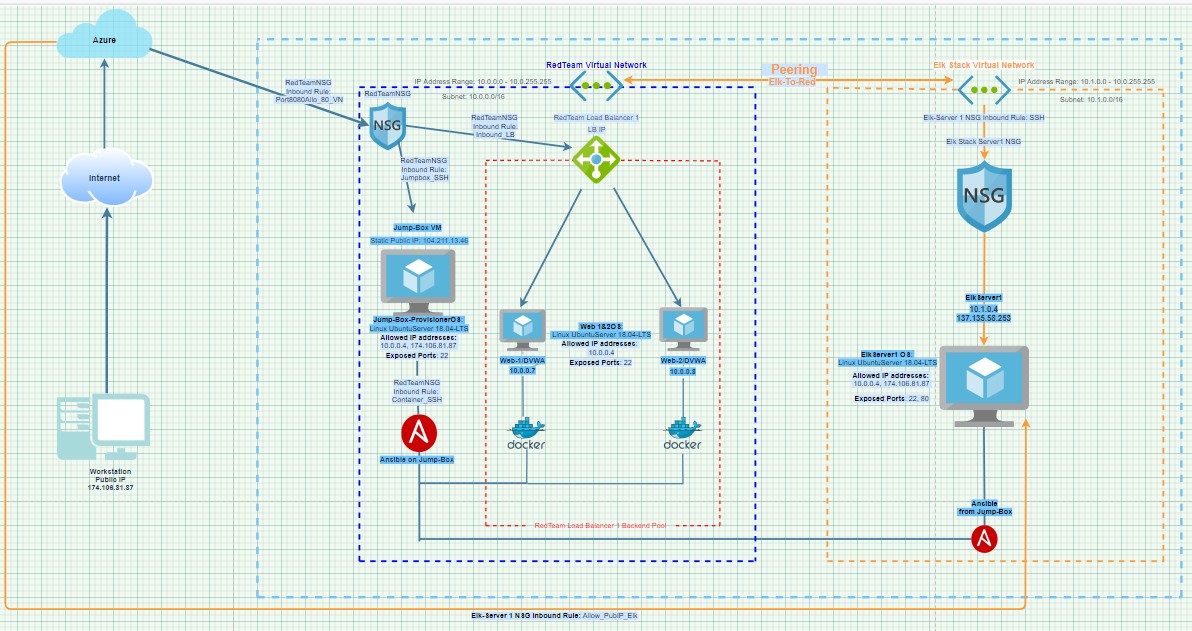 Azure
Internet
Workstation
Public IP
174.106.81.87
RedTeamNSG
Inbound Rule:
Port8080Allo_80_VN
RedTeamNSG
NSG
IP Address Range: 10.0.0.0 - 10.0.255.255
Subnet: 10.0.0.0/16
RedTeam Virtual Network
Peering
Elk-To-Red
RedTeamNSG
Inbound Rule:
Inbound_LB
RedTeam Load Balancer 1
LB IP
RedTeamNSG
Inbound Rule:
Jumpbox_SSH
Jump-Box VM
Static Public IP: 104.211.13.46
Jump-Box-ProvisionerOS:
Linux UbuntuServer 18.04-LTS
Allowed IP addresses:
10.0.0.4, 174.106.81.87
Exposed Ports: 22
RedTeamNSG
Inbound Rule:
Container_SSH
Ansible on Jump-Box
Web 1&2OS:
Linux UbuntuServer 18.04-LTS
Allowed IP addresses:
10.0.0.4
Exposed Ports: 22
Web-1/DVWA
10.0.0.7
Web-2/DVWA
10.0.0.8
docker
docker
RedTeam Load Balancer 1 Backend Pool
Elk Stack Virtual Network
IP Address Range: 10.1.0.0 - 10.0.255.255
Subnet: 10.1.0.0/16
Elk-Server 1 NSG Inbound Rule: SSH
Elk Stack Server1 NSG
NSG
ElkServer1
10.1.0.4
137.135.58.253
ElkServer1 OS:
Linux UbuntuServer 18.04-LTS
Allowed IP addresses:
10.0.0.4, 174.106.81.87
Exposed Ports: 22, 80
Ansible
from Jump-Box
Elk-Server 1 NSG Inbound Rule: Allow_PubIP_Elk